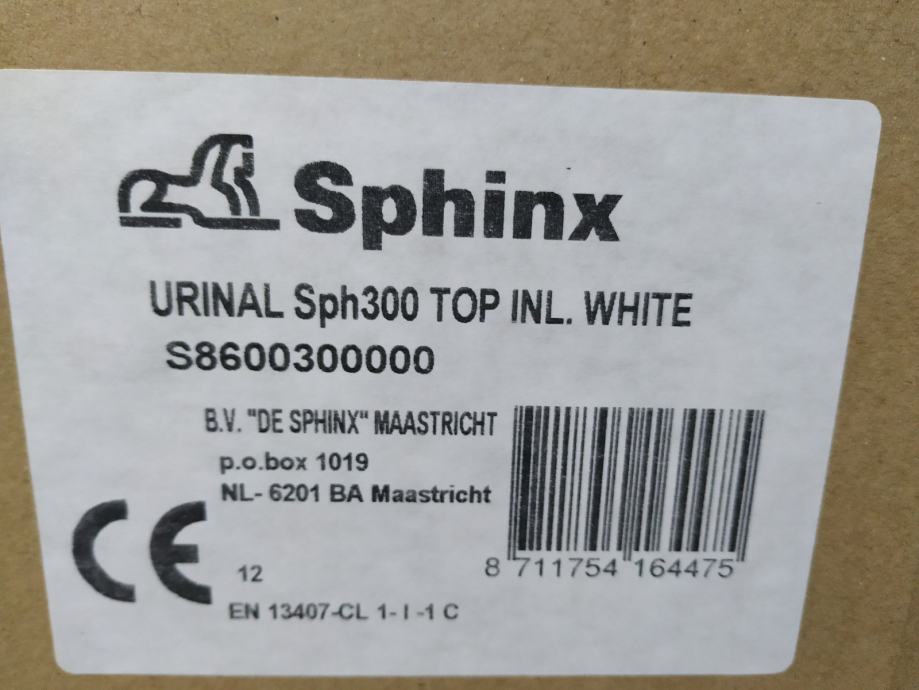 Sphinx
URINAL Sph300 TOP INL. WHITE
S8600300000
B.V. "DE SPHINX" MAASTRICHT
p.o.box 1019
NL- 6201 BA Maastricht
CE
12
8 711754 164475
EN 13407-CL 1- I -1 C